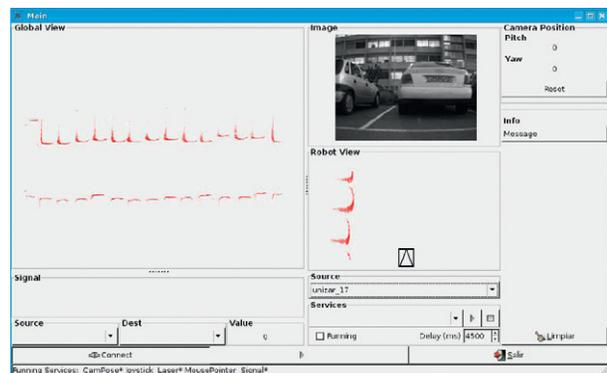 Main
Global View
Image
Camera Position
Pitch
0
Yaw
0
Reset
Info
Message
Robot View
Signal
Source
unizar_17
Services
Source
Dest
Value
0
Running
Delay (ms)
4500
Limpiar
Connect
Salir
Running Services: CamPose* Joystick Laser* MousePointer Signal*